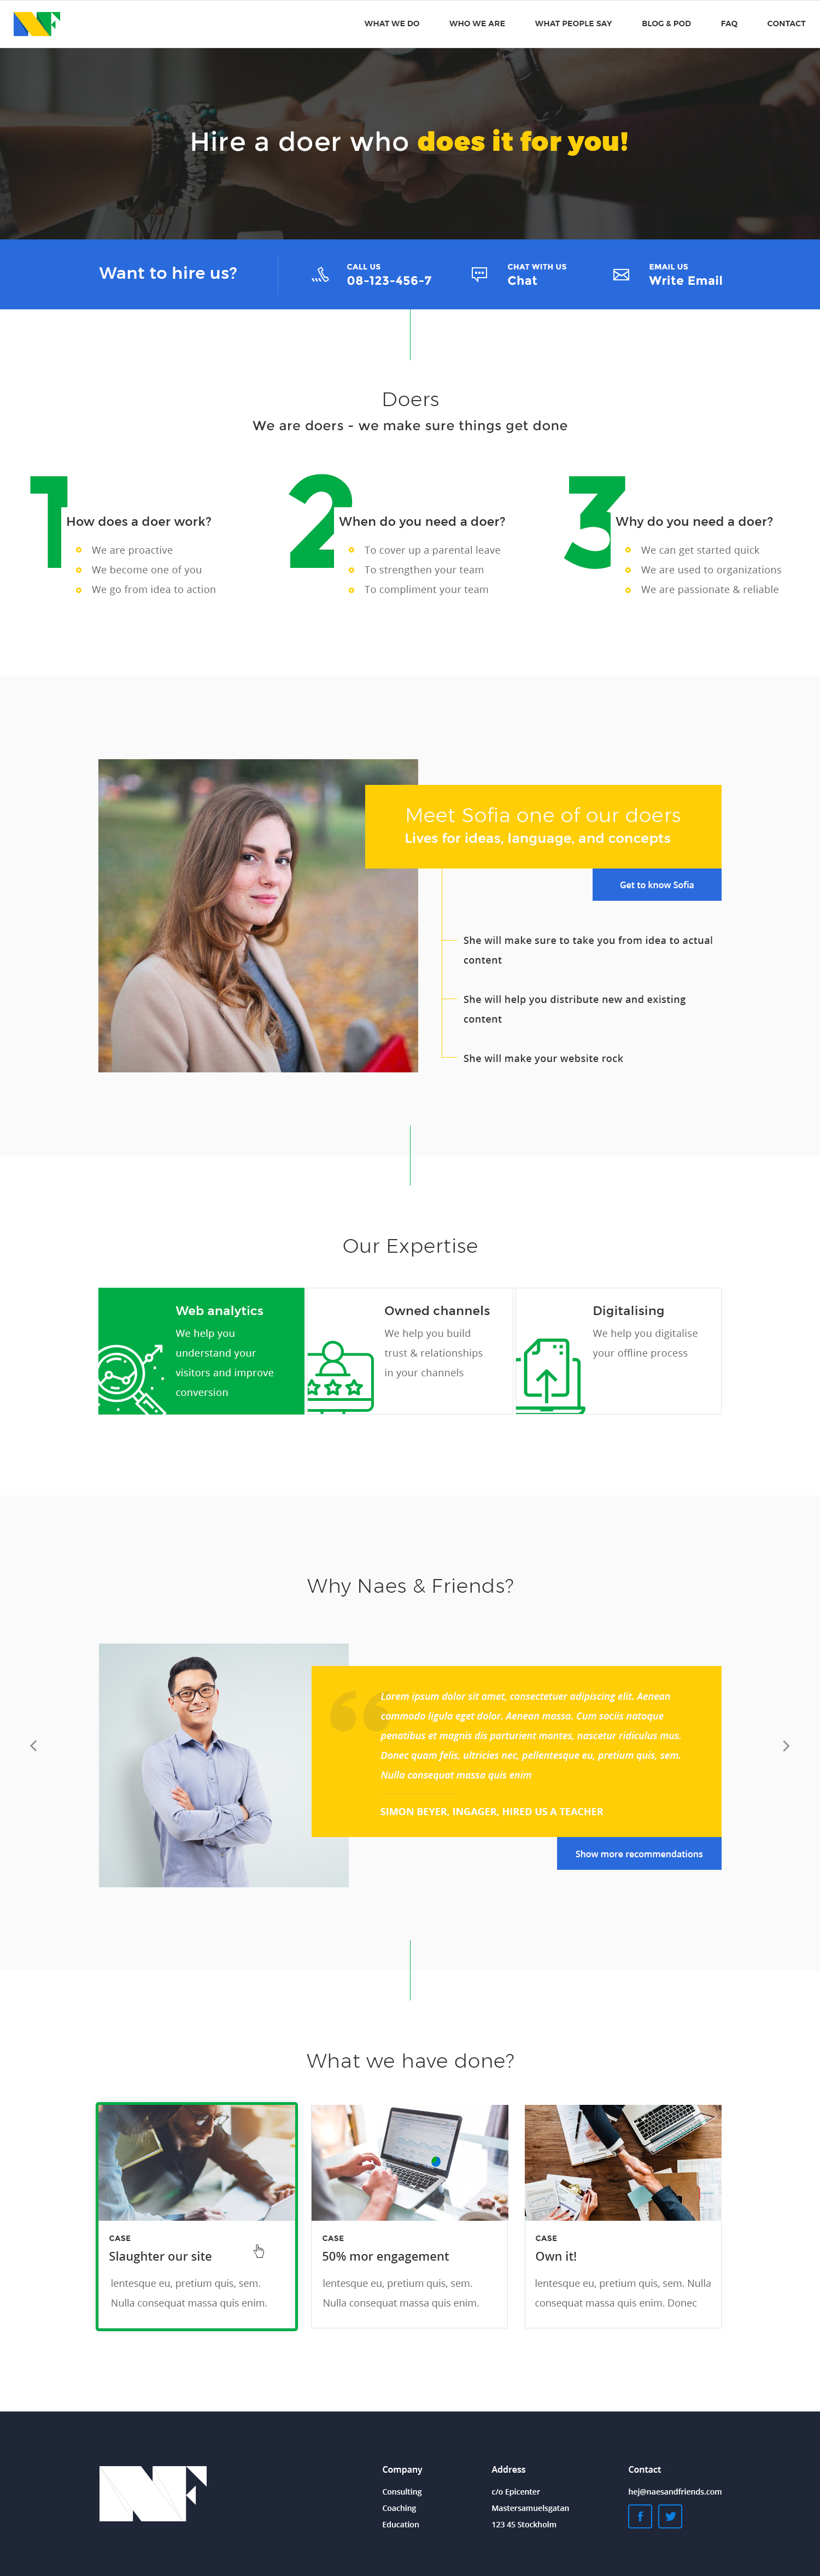 NF
WHAT WE DO WHO WE ARE WHAT PEOPLE SAY BLOG & POD FAQ CONTACT
Hire a doer who does it for you!
Want to hire us?
CALL US
08-123-456-7
CHAT WITH US
Chat
EMAIL US
Write Email
Doers
We are doers - we make sure things get done
1
How does a doer work?
We are proactive
We become one of you
We go from idea to action
2
When do you need a doer?
To cover up a parental leave
To strengthen your team
To compliment your team
3
Why do you need a doer?
We can get started quick
We are used to organizations
We are passionate & reliable
Meet Sofia one of our doers
Lives for ideas, language, and concepts
Get to know Sofia
She will make sure to take you from idea to actual
content
She will help you distribute new and existing
content
She will make your website rock
Our Expertise
Web analytics
We help you
understand your
visitors and improve
conversion
Owned channels
We help you build
trust & relationships
in your channels
Digitalising
We help you digitalise
your offline process
Why Naes & Friends?
“
Lorem ipsum dolor sit amet, consectetuer adipiscing elit. Aenean
commodo ligula eget dolor. Aenean massa. Cum sociis natoque
penatibus et magnis dis parturient montes, nascetur ridiculus mus.
Donec quam felis, ultricies nec, pellentesque eu, pretium quis, sem.
Nulla consequat massa quis enim
SIMON BEYER, INGAGER, HIRED US A TEACHER
Show more recommendations
What we have done?
CASE
Slaughter our site
lentesque eu, pretium quis, sem.
Nulla consequat massa quis enim.
CASE
50% mor engagement
lentesque eu, pretium quis, sem.
Nulla consequat massa quis enim.
CASE
Own it!
lentesque eu, pretium quis, sem. Nulla
consequat massa quis enim. Donec
NF
Company
Consulting
Coaching
Education
Address
c/o Epicenter
Mastersamuelsgatan
123 45 Stockholm
Contact
hej@naesandfriends.com